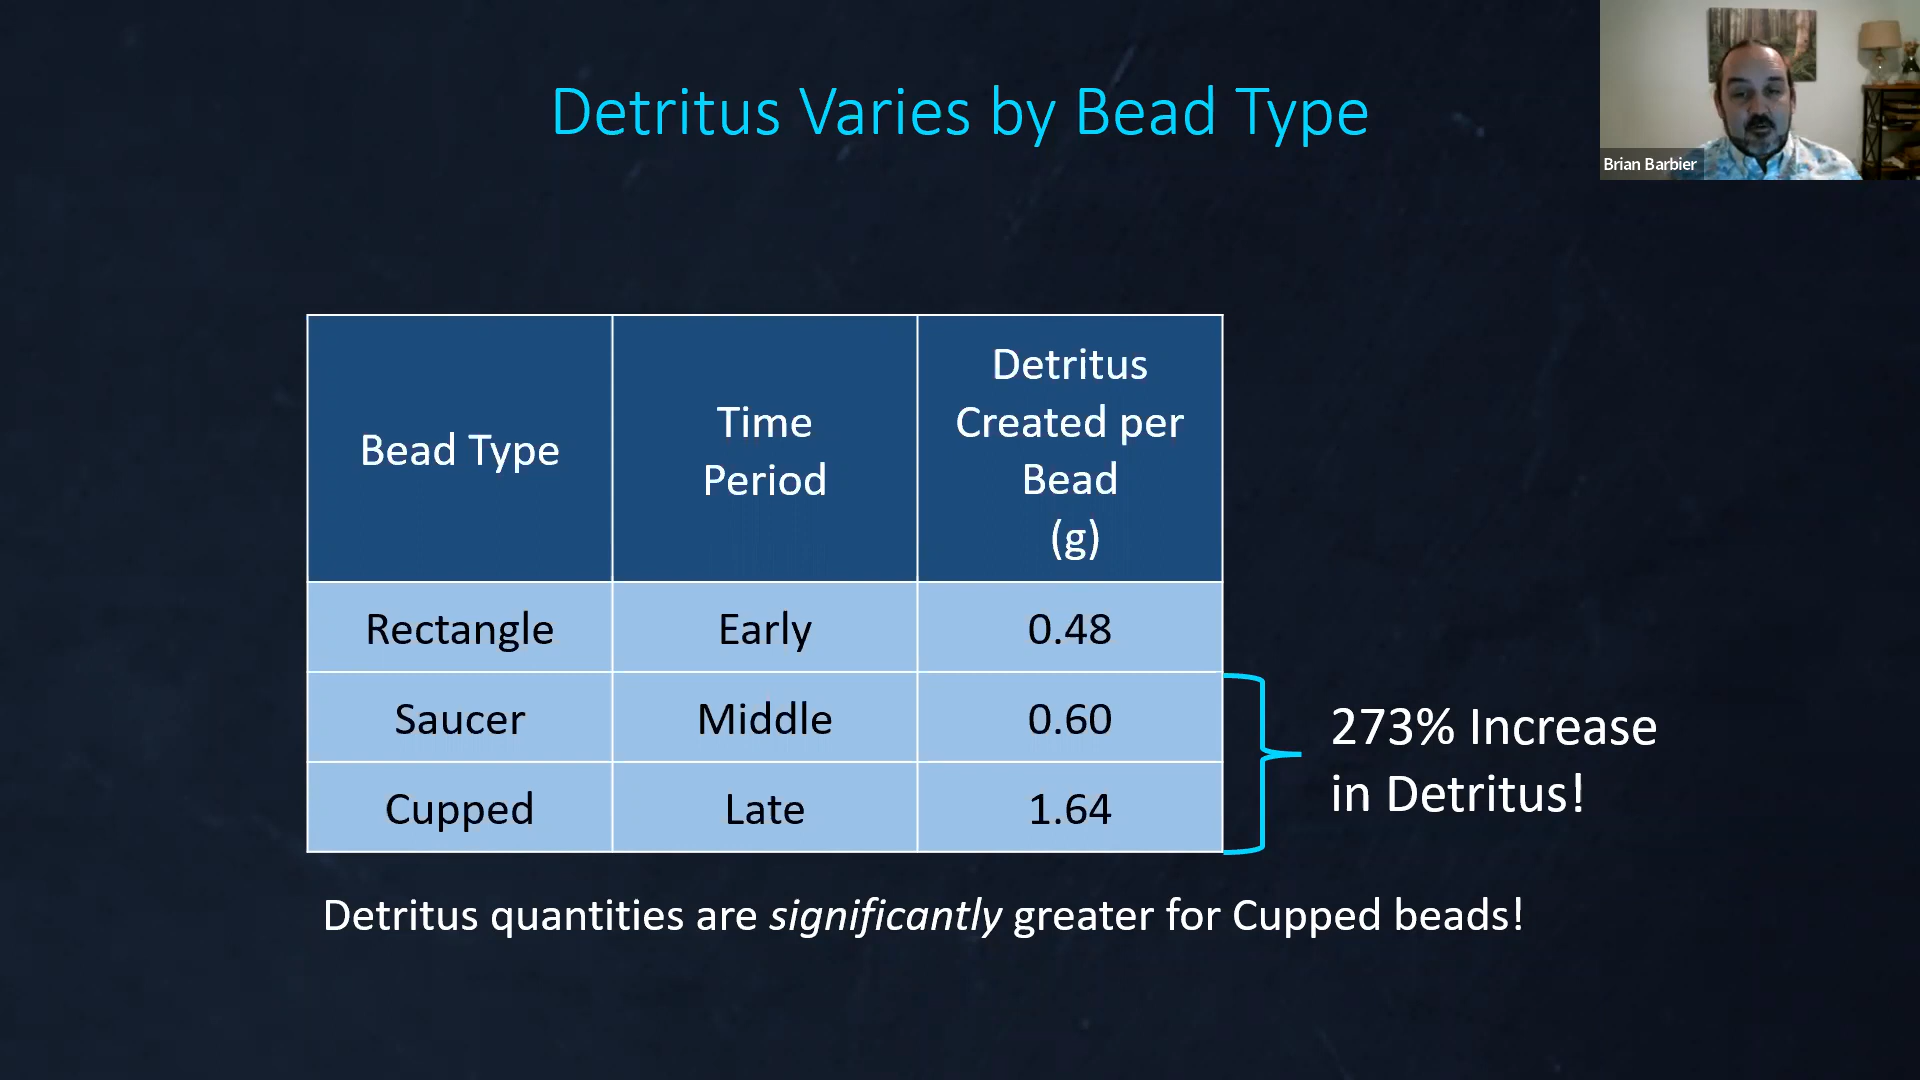 Detritus Varies by Bead Type
Brian Barbier
Bead Type
Time
Period
Detritus
Created per
Bead
(g)
Rectangle Early 0.48
Saucer Middle 0.60
Cupped Late 1.64
273% Increase
in Detritus!
Detritus quantities are significantly greater for Cupped beads!